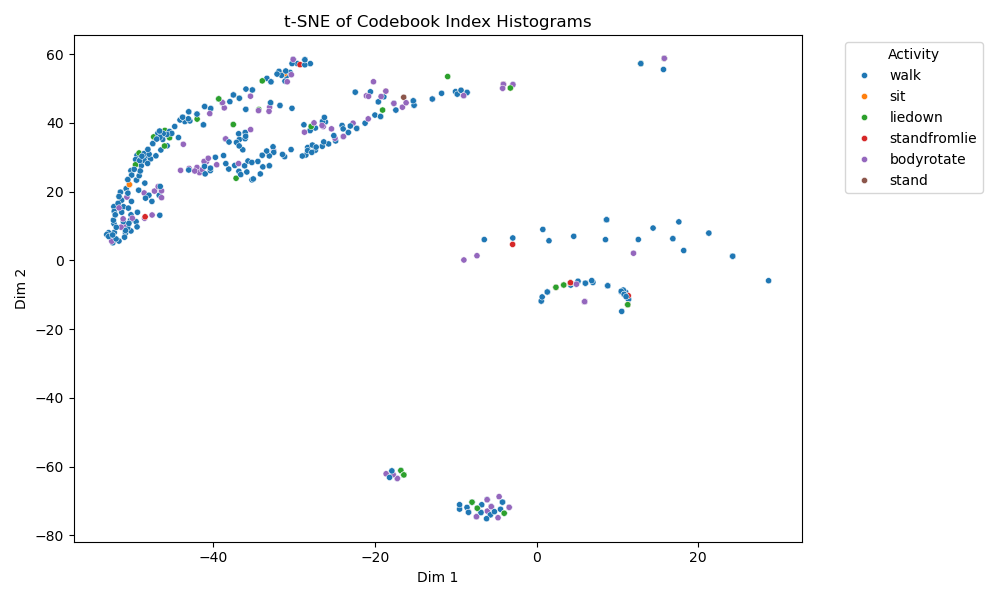 t-SNE of Codebook Index Histograms
Activity
walk
sit
liedown
standfromlie
bodyrotate
stand
Dim 2
60
40
20
0
−20
−40
−60
−80
−40
−20
0
20
Dim 1